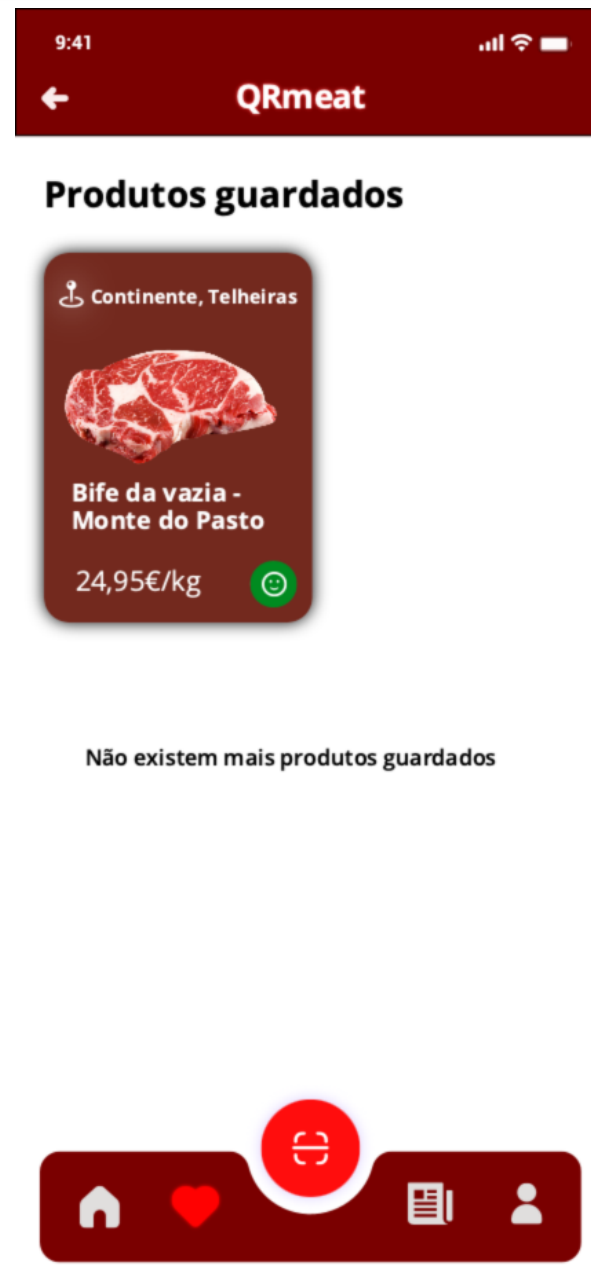 9:41
QRmeat
Produtos guardados
Continente, Telheiras
Bife da vazia -
Monte do Pasto
24,95€/kg
Não existem mais produtos guardados